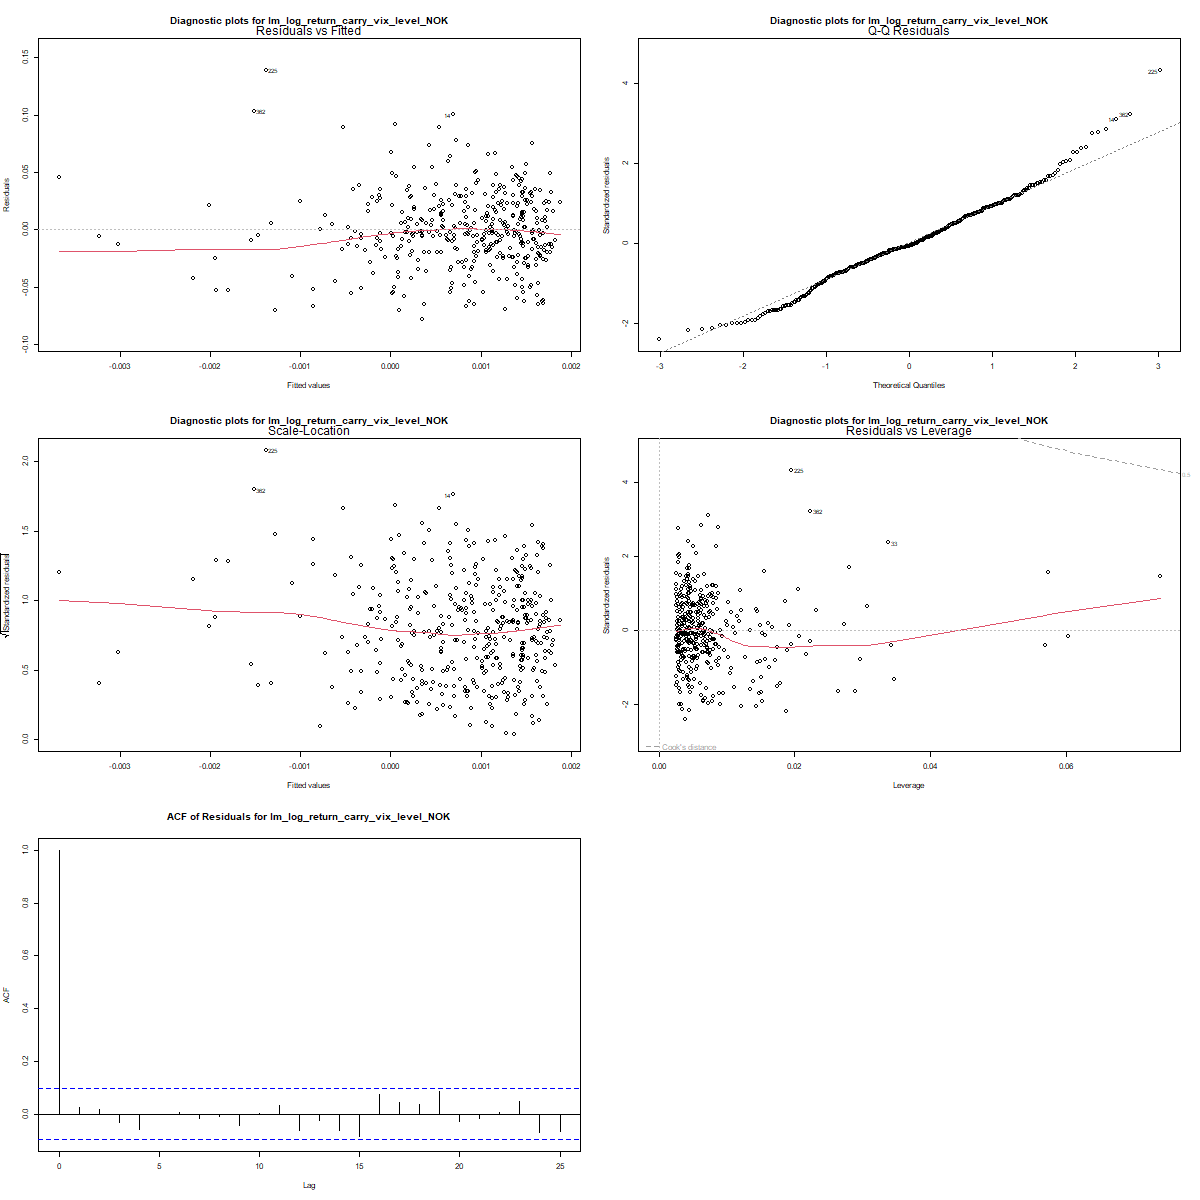 Diagnostic plots for lm_log_return_carry_vix_level_NOK
Residuals vs Fitted
Residuals
0.15
0.10
0.05
0.00
-0.05
-0.10
225
382
14
-0.003 -0.002 -0.001 0.000 0.001 0.002
Fitted values
Diagnostic plots for lm_log_return_carry_vix_level_NOK
Q-Q Residuals
Standardized residuals
4
2
0
-2
225
382
14
-3 -2 -1 0 1 2 3
Theoretical Quantiles
Diagnostic plots for lm_log_return_carry_vix_level_NOK
Scale-Location
√|Standardized residuals|
2.0
1.5
1.0
0.5
0.0
225
382
14
-0.003 -0.002 -0.001 0.000 0.001 0.002
Fitted values
Diagnostic plots for lm_log_return_carry_vix_level_NOK
Residuals vs Leverage
Standardized residuals
4
2
0
-2
225
382
33
0.5
Cook's distance
0.00 0.02 0.04 0.06
Leverage
ACF of Residuals for lm_log_return_carry_vix_level_NOK
ACF
1.0
0.8
0.6
0.4
0.2
0.0
0 5 10 15 20 25
Lag